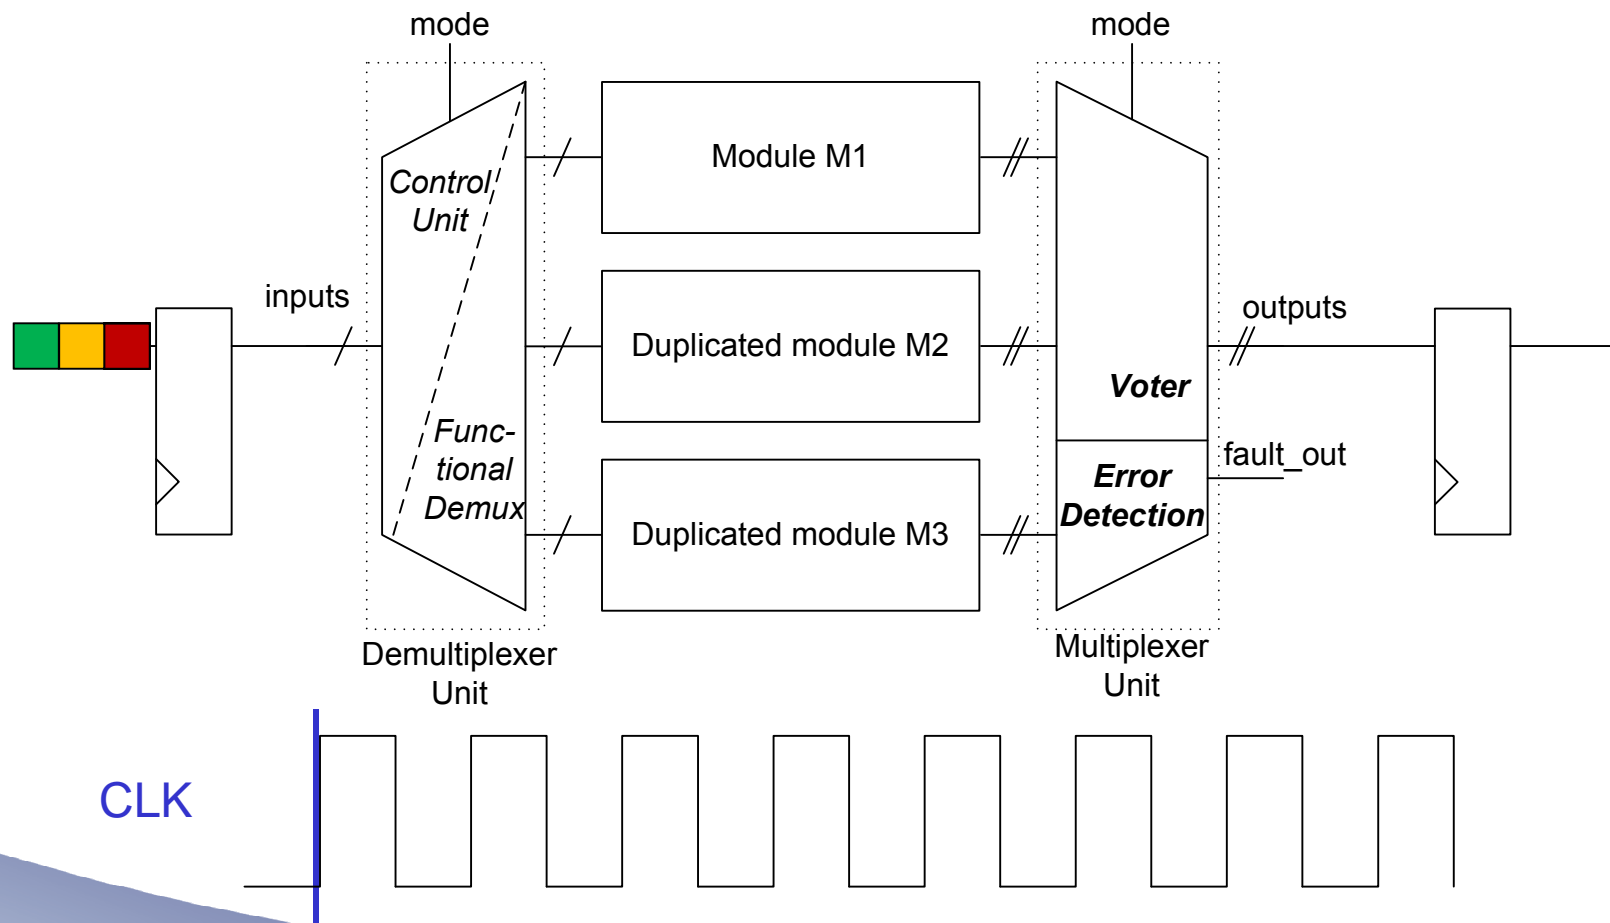 mode
mode
Control
Unit
Module M1
inputs
Duplicated module M2
outputs
Voter
Func-
tional
Demux
fault_out
Error
Detection
Duplicated module M3
Demultiplexer
Unit
Multiplexer
Unit
CLK